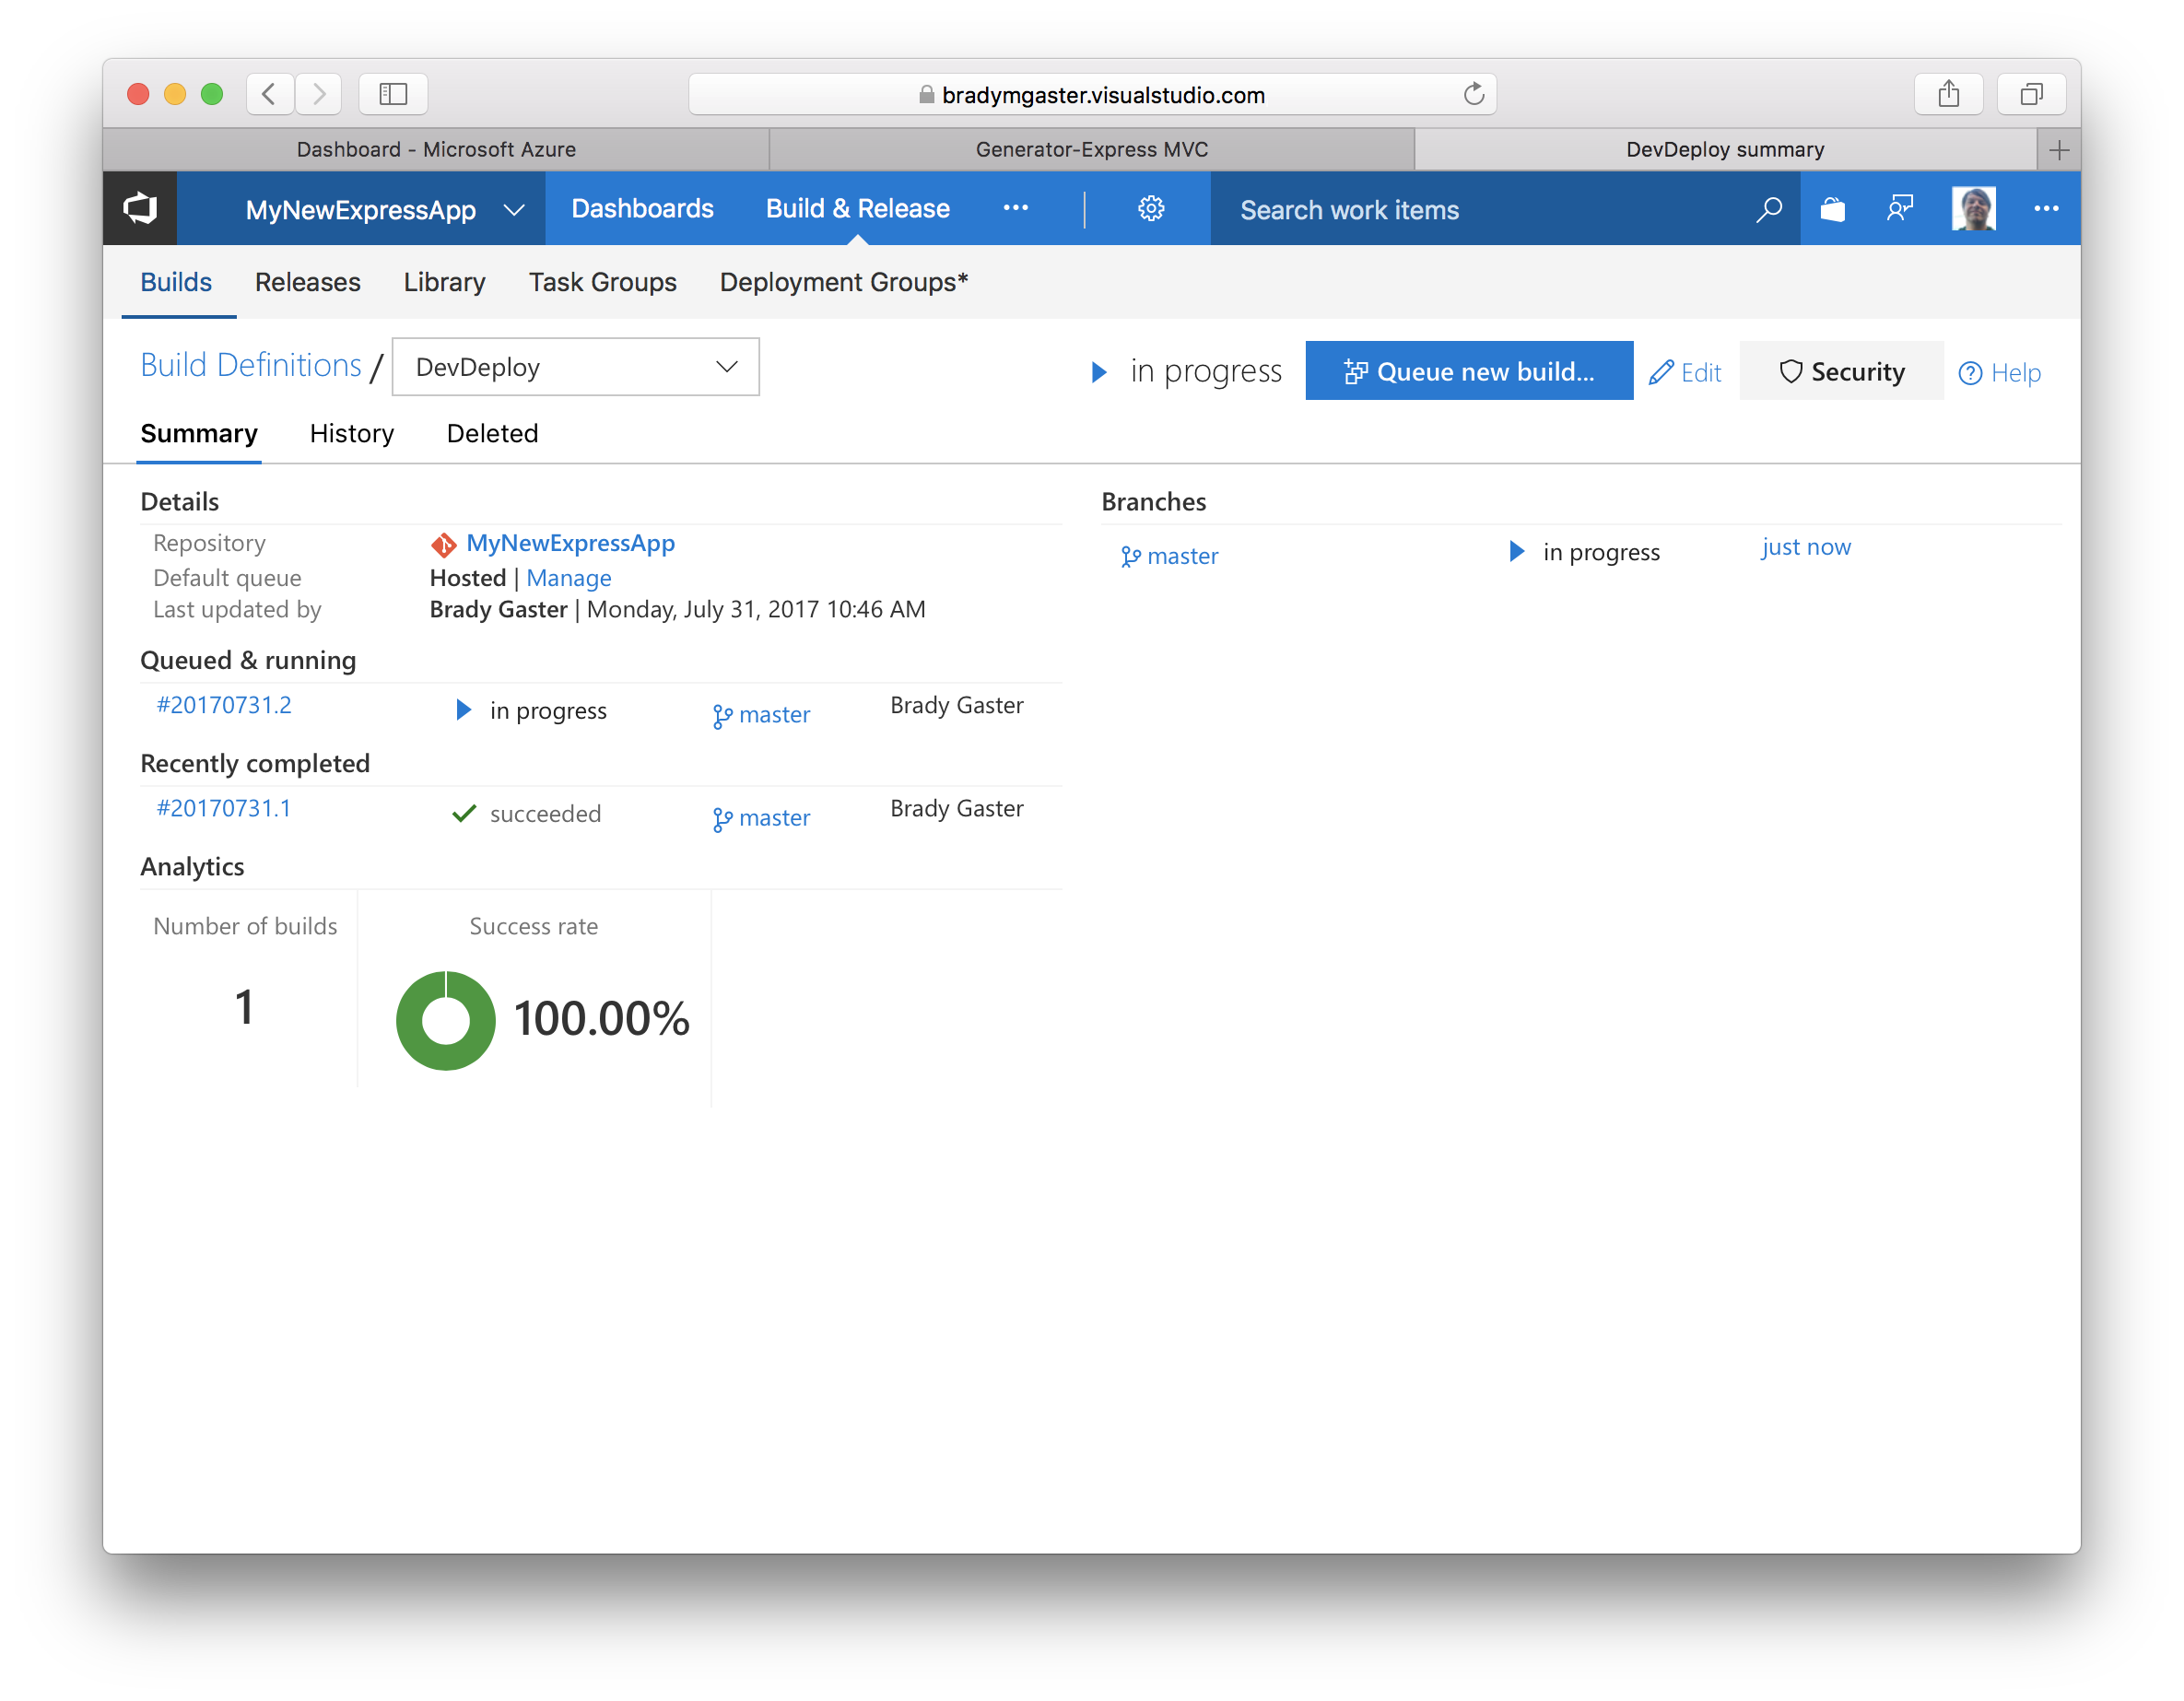 bradymgaster.visualstudio.com
Dashboard - Microsoft Azure
Generator-Express MVC
DevDeploy summary
MyNewExpressApp
Dashboards
Build & Release
Search work items
Builds
Releases
Library
Task Groups
Deployment Groups*
Build Definitions /
DevDeploy
in progress
Queue new build...
Edit
Security
Help
Summary
History
Deleted
Details
Repository
MyNewExpressApp
Default queue
Hosted | Manage
Last updated by
Brady Gaster | Monday, July 31, 2017 10:46 AM
Queued & running
#20170731.2
in progress
master
Brady Gaster
Recently completed
#20170731.1
succeeded
master
Brady Gaster
Analytics
Number of builds
1
Success rate
100.00%
Branches
master
in progress
just now